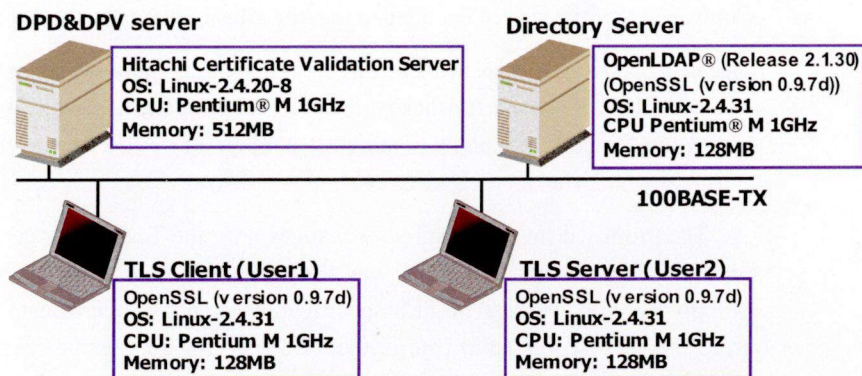 DPD&DPV server
Hitachi Certificate Validation Server
OS: Linux-2.4.20-8
CPU: Pentium® M 1GHz
Memory: 512MB
Directory Server
OpenLDAP® (Release 2.1.30)
(OpenSSL (version 0.9.7d))
OS: Linux-2.4.31
CPU Pentium® M 1GHz
Memory: 128MB
100BASE-TX
TLS Client (User1)
OpenSSL (version 0.9.7d)
OS: Linux-2.4.31
CPU: Pentium M 1GHz
Memory: 128MB
TLS Server (User2)
OpenSSL (version 0.9.7d)
OS: Linux-2.4.31
CPU: Pentium M 1GHz
Memory: 128MB